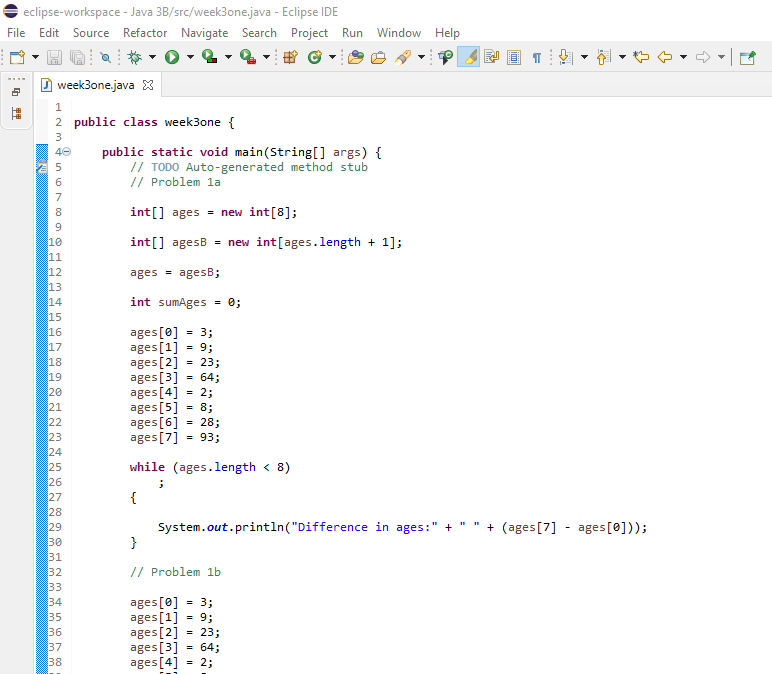 eclipse-workspace - Java 3B/src/week3one.java - Eclipse IDE
File Edit Source Refactor Navigate Search Project Run Window Help
week3one.java
1
2 public class week3one {
3
4 public static void main(String[] args) {
5 // TODO Auto-generated method stub
6 // Problem 1a
7
8 int[] ages = new int[8];
9
10 int[] agesB = new int[ages.length + 1];
11
12 ages = agesB;
13
14 int sumAges = 0;
15
16 ages[0] = 3;
17 ages[1] = 9;
18 ages[2] = 23;
19 ages[3] = 64;
20 ages[4] = 2;
21 ages[5] = 8;
22 ages[6] = 28;
23 ages[7] = 93;
24
25 while (ages.length < 8)
26 ;
27 {
28
29 System.out.println("Difference in ages:" + " " + (ages[7] - ages[0]));
30 }
31
32 // Problem 1b
33
34 ages[0] = 3;
35 ages[1] = 9;
36 ages[2] = 23;
37 ages[3] = 64;
38 ages[4] = 2;